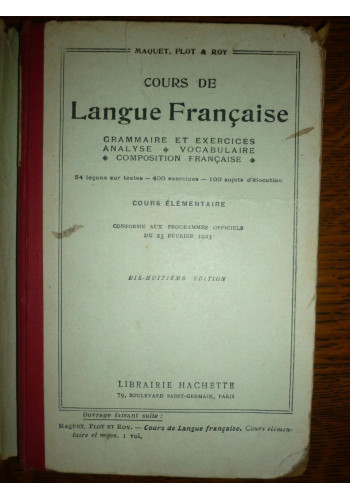 MAQUET, FLOT & ROY
COURS DE
Langue Française
GRAMMAIRE ET EXERCICES
ANALYSE ◆ VOCABULAIRE
◆ COMPOSITION FRANÇAISE ◆
54 leçons sur textes — 400 exercices — 100 sujets d'élocution
COURS ÉLÉMENTAIRE
CONFORME AUX PROGRAMMES OFFICIELS
DU 23 FÉVRIER 1923
DIX-HUITIÈME ÉDITION
LIBRAIRIE HACHETTE
79, BOULEVARD SAINT-GERMAIN, PARIS
Ouvrage faisant suite :
MAQUET, FLOT ET ROY. — Cours de Langue française. Cours élémen-
taire et moyen. 1 vol.